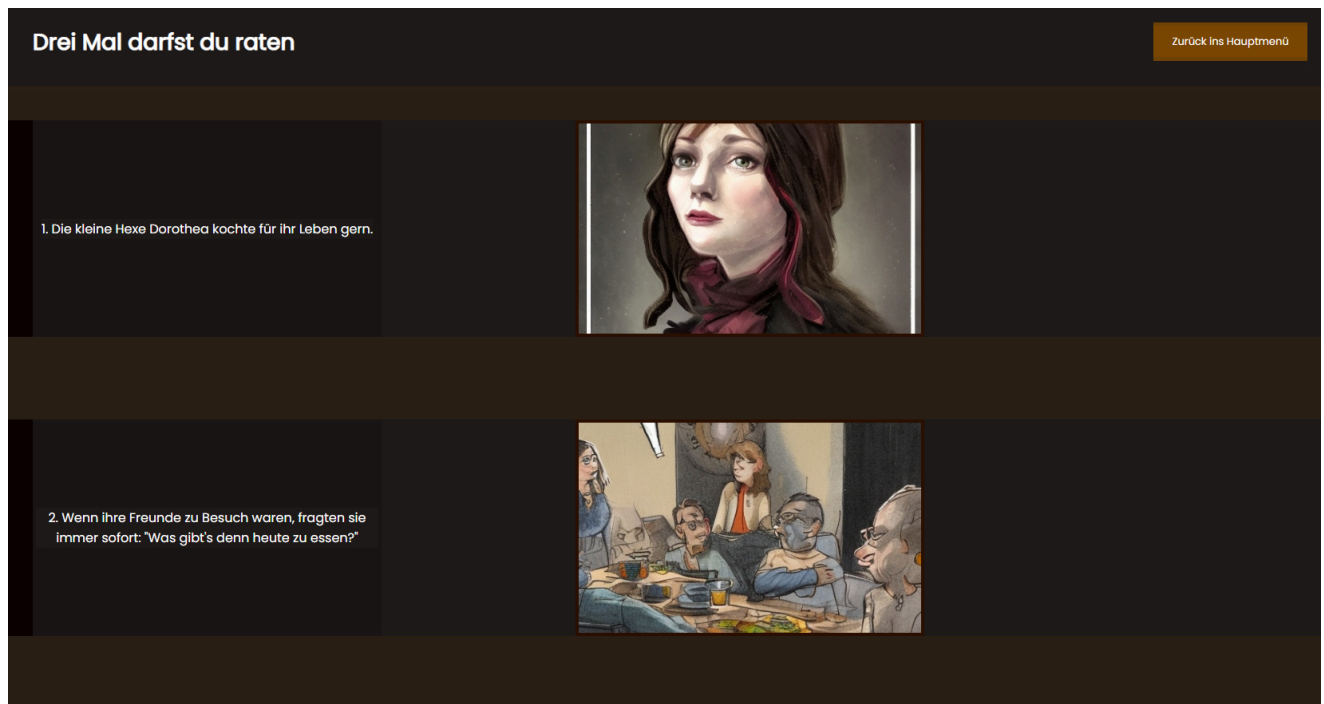 Drei Mal darfst du raten
Zurück ins Hauptmenü
1. Die kleine Hexe Dorothea kochte für ihr Leben gern.
2. Wenn ihre Freunde zu Besuch waren, fragten sie
immer sofort: "Was gibt's denn heute zu essen?"